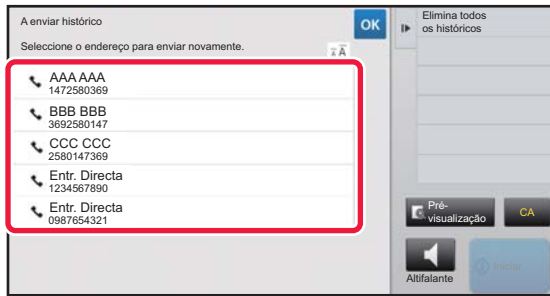 A enviar histórico
OK
Seleccione o endereço para enviar novamente.
AAA AAA
1472580369
BBB BBB
3692580147
CCC CCC
2580147369
Entr. Directa
1234567890
Entr. Directa
0987654321
Elimina todos
os históricos
Pré-
visualização
CA
Altifalante
Iniciar